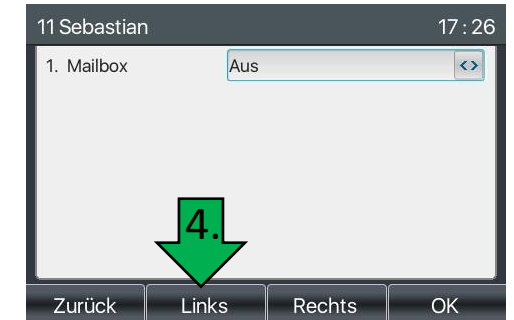 11 Sebastian 17 : 26
1. Mailbox Aus <>
4.
Zurück Links Rechts OK